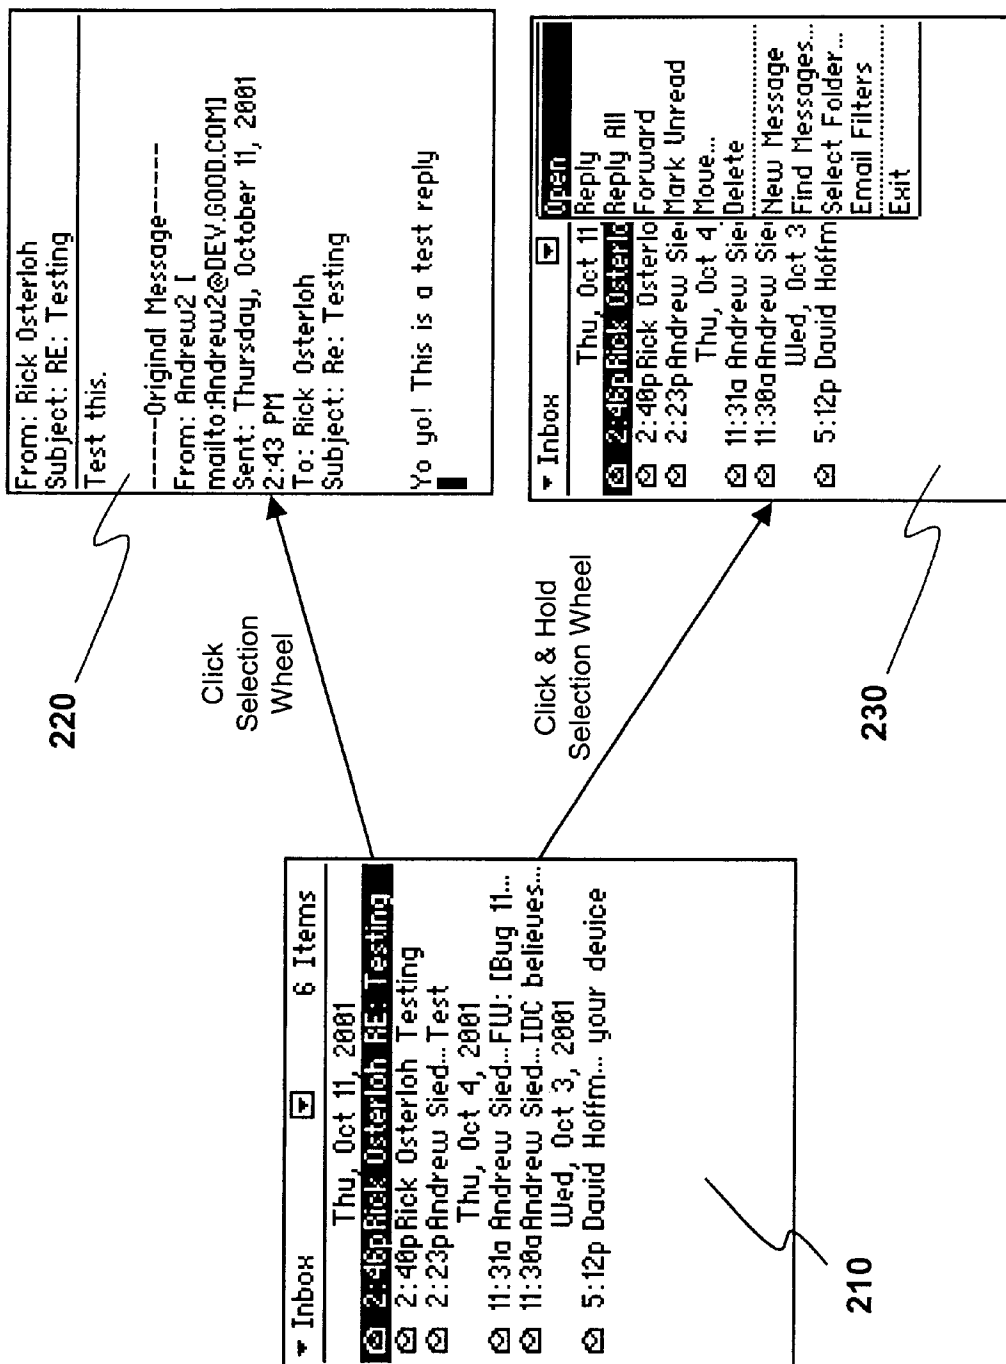 ▾ Inbox 6 Items
Thu, Oct 11, 2001
2:46p Rick Osterloh RE: Testing
2:40p Rick Osterloh Testing
2:23p Andrew Sied... Test
Thu, Oct 4, 2001
11:31a Andrew Sied... FW: [Bug 11...
11:30a Andrew Sied... IDC believes...
Wed, Oct 3, 2001
5:12p David Hoffm... your device
210
Click
Selection
Wheel
Click & Hold
Selection Wheel
220
From: Rick Osterloh
Subject: RE: Testing
Test this.
-----Original Message-----
From: Andrew2 [
mailto:Andrew2@DEV.GOOD.COM]
Sent: Thursday, October 11, 2001
2:43 PM
To: Rick Osterloh
Subject: Re: Testing
Yo yo! This is a test reply
230
▾ Inbox
Thu, Oct 11
2:46p Rick Osterlo
2:40p Rick Osterlo
2:23p Andrew Sie
Thu, Oct 4
11:31a Andrew Sie
11:30a Andrew Sie
Wed, Oct 3
5:12p David Hoffm
Open
Reply
Reply All
Forward
Mark Unread
Move...
Delete
New Message
Find Messages...
Select Folder...
Email Filters
Exit